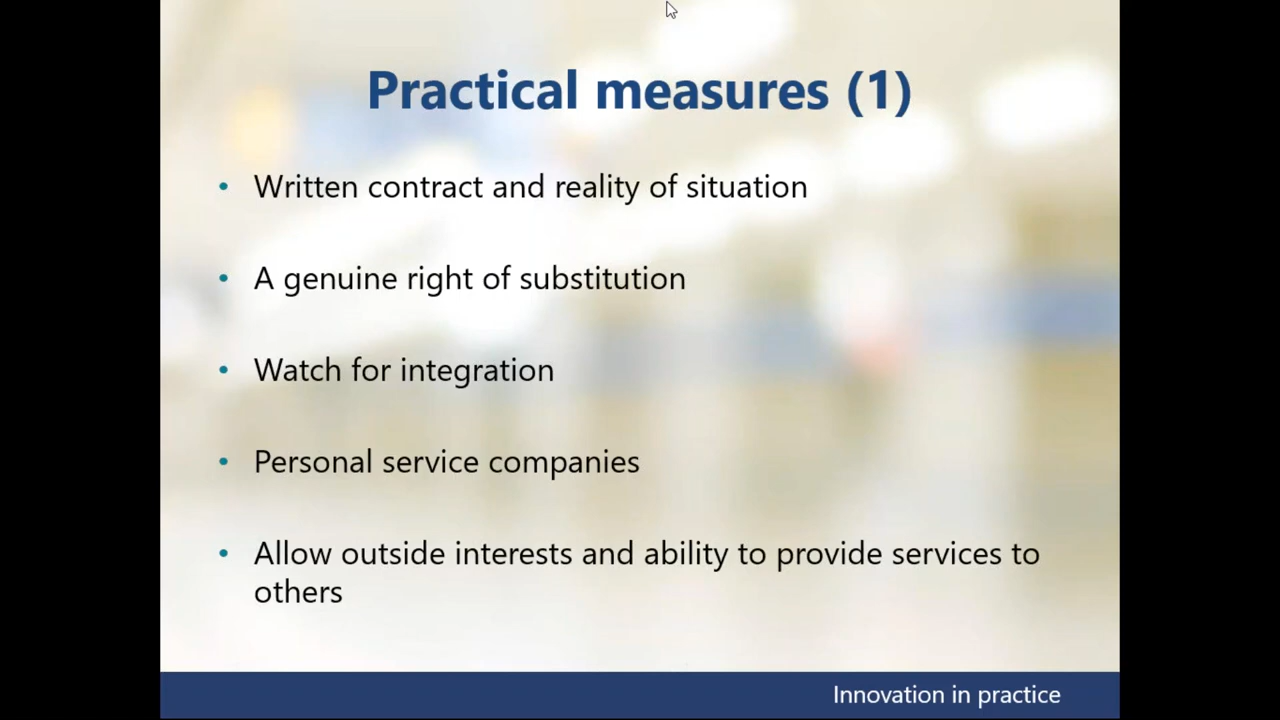 Practical measures (1)
• Written contract and reality of situation
• A genuine right of substitution
• Watch for integration
• Personal service companies
• Allow outside interests and ability to provide services to
others
Innovation in practice